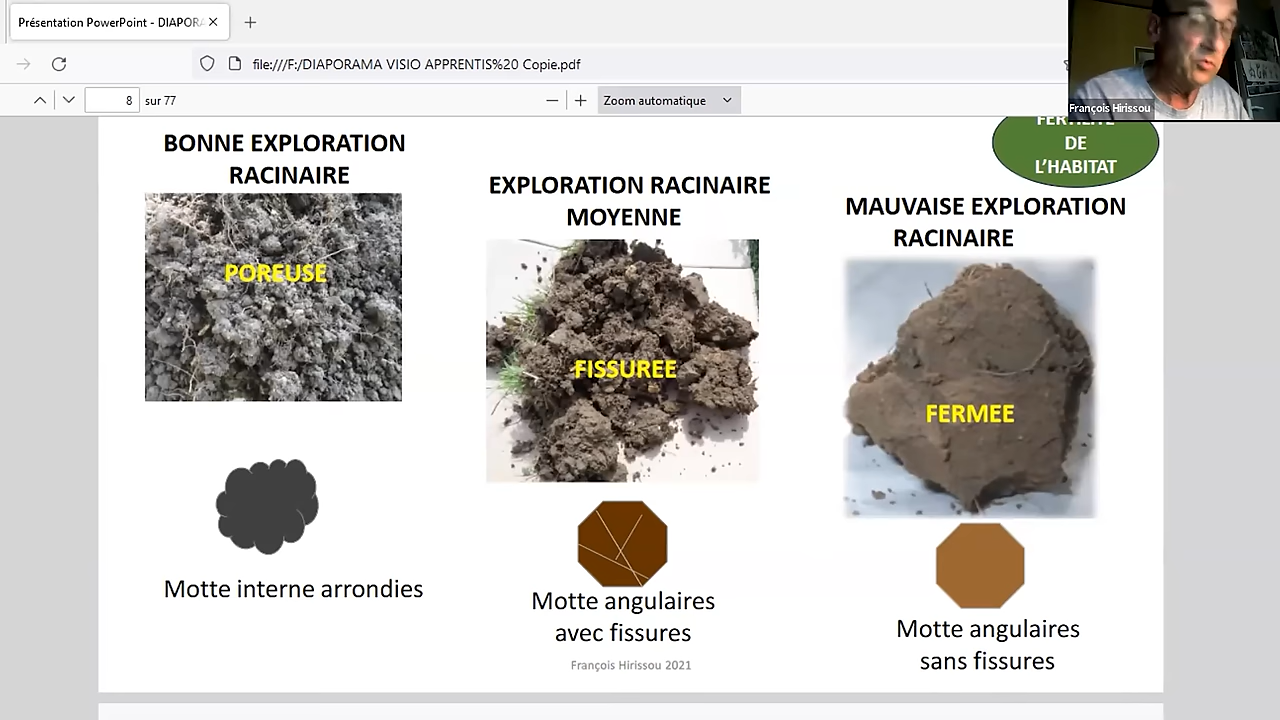 Présentation PowerPoint - DIAPORA
file:///F:/DIAPORAMA VISIO APPRENTIS%20 Copie.pdf
8 sur 77
Zoom automatique
François Hirissou
FERTILITE
DE
L'HABITAT
BONNE EXPLORATION
RACINAIRE
POREUSE
Motte interne arrondies
EXPLORATION RACINAIRE
MOYENNE
FISSUREE
Motte angulaires
avec fissures
MAUVAISE EXPLORATION
RACINAIRE
FERMEE
Motte angulaires
sans fissures
François Hirissou 2021